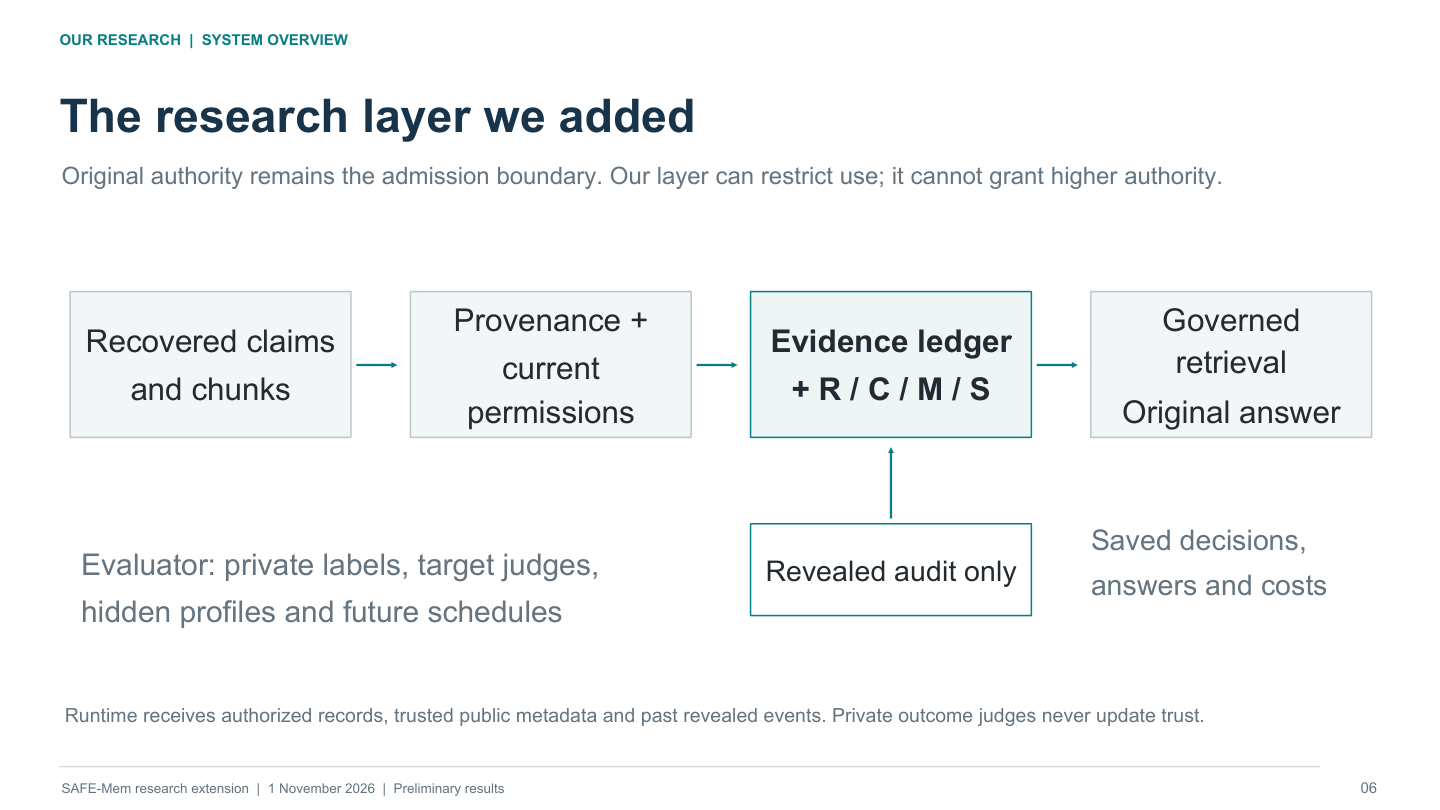 OUR RESEARCH | SYSTEM OVERVIEW
The research layer we added
Original authority remains the admission boundary. Our layer can restrict use; it cannot grant higher authority.
Recovered claims
and chunks
Provenance +
current
permissions
Evidence ledger
+ R / C / M / S
Governed
retrieval
Original answer
Evaluator: private labels, target judges,
hidden profiles and future schedules
Revealed audit only
Saved decisions,
answers and costs
Runtime receives authorized records, trusted public metadata and past revealed events. Private outcome judges never update trust.
SAFE-Mem research extension | 1 November 2026 | Preliminary results
06